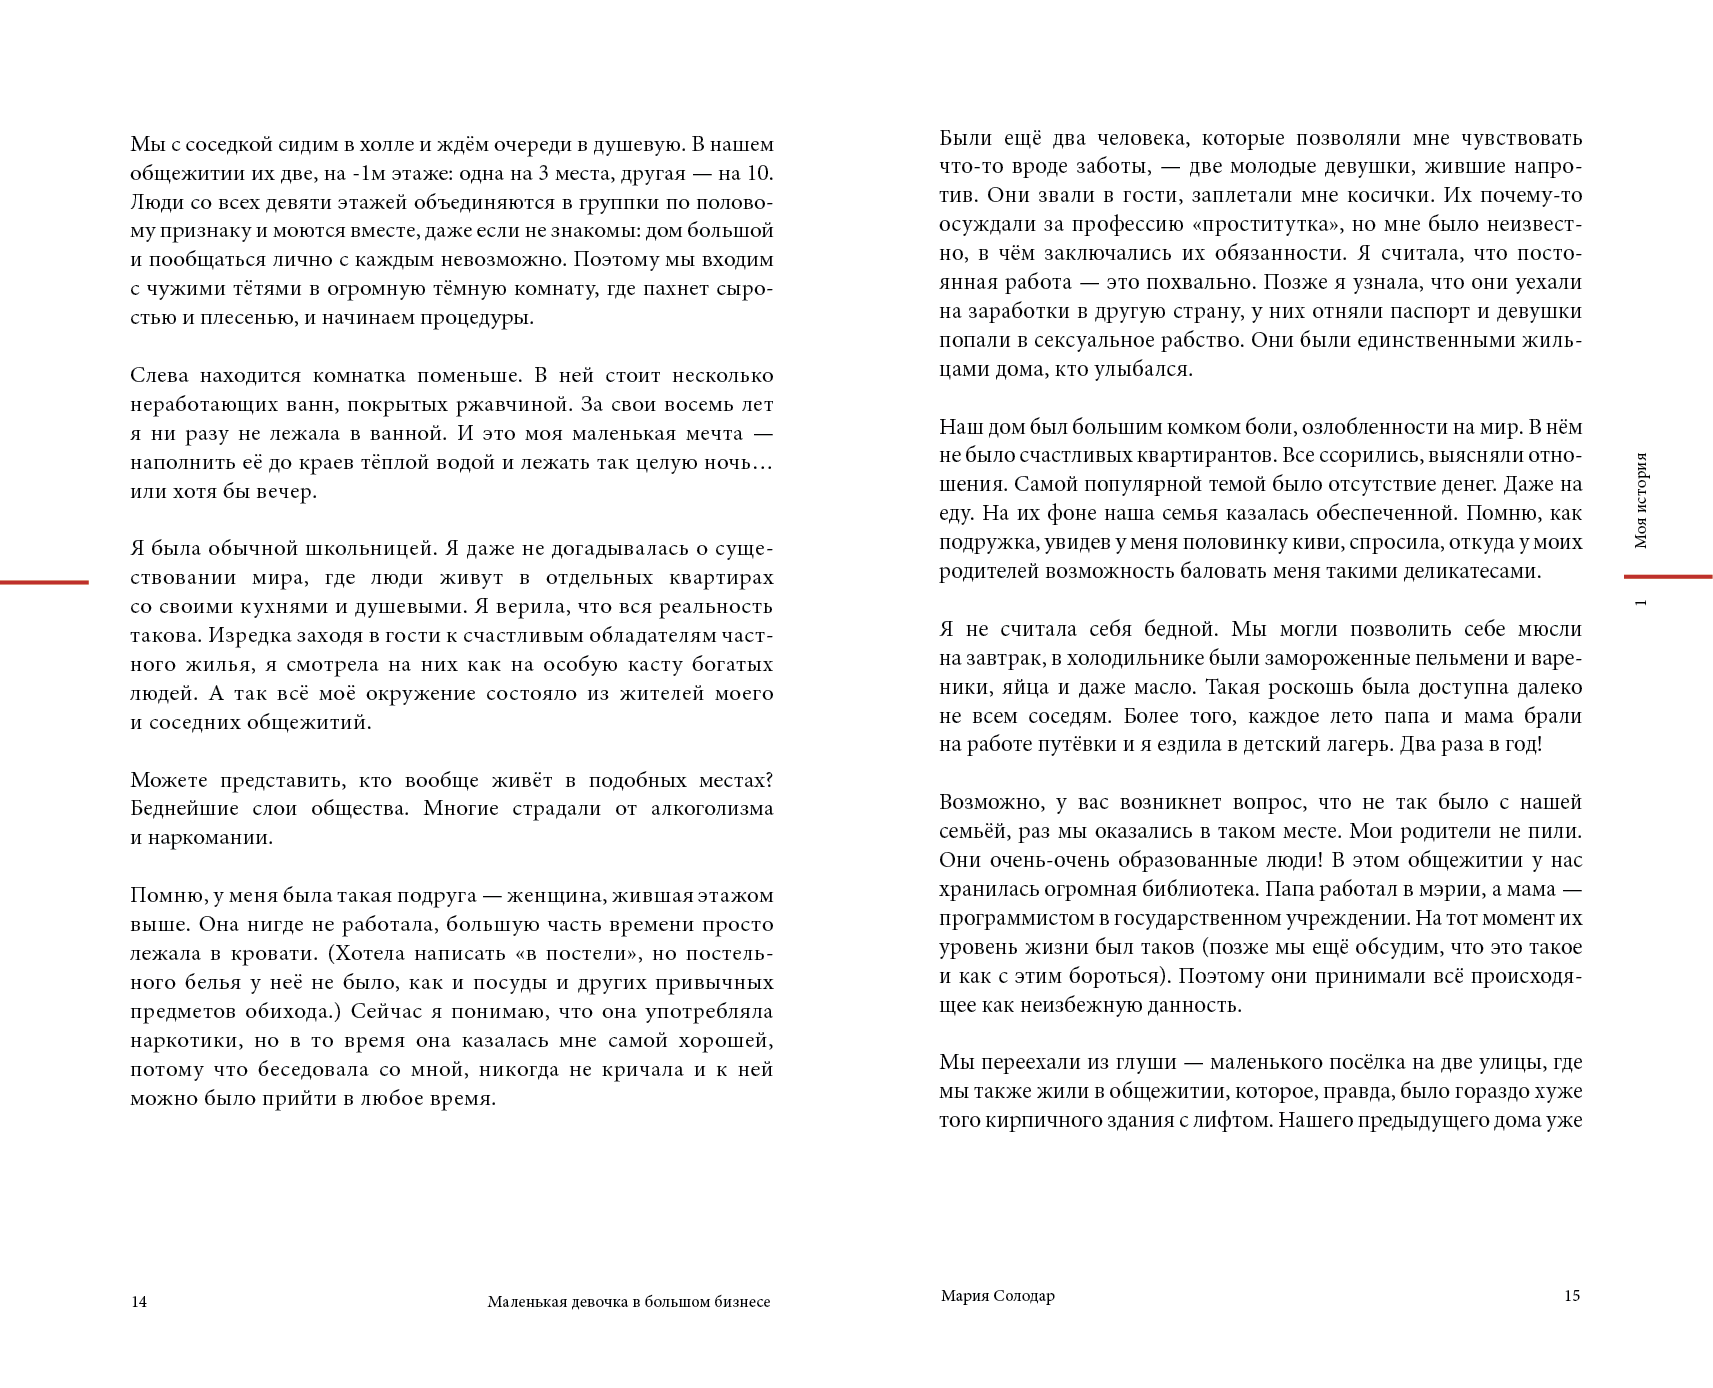 Мы с соседкой сидим в холле и ждём очереди в душевую. В нашем
общежитии их две, на -1м этаже: одна на 3 места, другая — на 10.
Люди со всех девяти этажей объединяются в группки по полово-
му признаку и моются вместе, даже если не знакомы: дом большой
и пообщаться лично с каждым невозможно. Поэтому мы входим
с чужими тётями в огромную тёмную комнату, где пахнет сыро-
стью и плесенью, и начинаем процедуры.

Слева находится комнатка поменьше. В ней стоит несколько
неработающих ванн, покрытых ржавчиной. За свои восемь лет
я ни разу не лежала в ванной. И это моя маленькая мечта —
наполнить её до краев тёплой водой и лежать так целую ночь…
или хотя бы вечер.

Я была обычной школьницей. Я даже не догадывалась о суще-
ствовании мира, где люди живут в отдельных квартирах
со своими кухнями и душевыми. Я верила, что вся реальность
такова. Изредка заходя в гости к счастливым обладателям част-
ного жилья, я смотрела на них как на особую касту богатых
людей. А так всё моё окружение состояло из жителей моего
и соседних общежитий.

Можете представить, кто вообще живёт в подобных местах?
Беднейшие слои общества. Многие страдали от алкоголизма
и наркомании.

Помню, у меня была такая подруга — женщина, жившая этажом
выше. Она нигде не работала, большую часть времени просто
лежала в кровати. (Хотела написать «в постели», но постель-
ного белья у неё не было, как и посуды и других привычных
предметов обихода.) Сейчас я понимаю, что она употребляла
наркотики, но в то время она казалась мне самой хорошей,
потому что беседовала со мной, никогда не кричала и к ней
можно было прийти в любое время.

14
Маленькая девочка в большом бизнесе

Были ещё два человека, которые позволяли мне чувствовать
что-то вроде заботы, — две молодые девушки, жившие напро-
тив. Они звали в гости, заплетали мне косички. Их почему-то
осуждали за профессию «проститутка», но мне было неизвест-
но, в чём заключались их обязанности. Я считала, что посто-
янная работа — это похвально. Позже я узнала, что они уехали
на заработки в другую страну, у них отняли паспорт и девушки
попали в сексуальное рабство. Они были единственными жиль-
цами дома, кто улыбался.

Наш дом был большим комком боли, озлобленности на мир. В нём
не было счастливых квартирантов. Все ссорились, выясняли отно-
шения. Самой популярной темой было отсутствие денег. Даже на
еду. На их фоне наша семья казалась обеспеченной. Помню, как
подружка, увидев у меня половинку киви, спросила, откуда у моих
родителей возможность баловать меня такими деликатесами.

Я не считала себя бедной. Мы могли позволить себе мюсли
на завтрак, в холодильнике были замороженные пельмени и варе-
ники, яйца и даже масло. Такая роскошь была доступна далеко
не всем соседям. Более того, каждое лето папа и мама брали
на работе путёвки и я ездила в детский лагерь. Два раза в год!

Возможно, у вас возникнет вопрос, что не так было с нашей
семьёй, раз мы оказались в таком месте. Мои родители не пили.
Они очень-очень образованные люди! В этом общежитии у нас
хранилась огромная библиотека. Папа работал в мэрии, а мама —
программистом в государственном учреждении. На тот момент их
уровень жизни был таков (позже мы ещё обсудим, что это такое
и как с этим бороться). Поэтому они принимали всё происходя-
щее как неизбежную данность.

Мы переехали из глуши — маленького посёлка на две улицы, где
мы также жили в общежитии, которое, правда, было гораздо хуже
того кирпичного здания с лифтом. Нашего предыдущего дома уже

1
Моя история

Мария Солодар
15